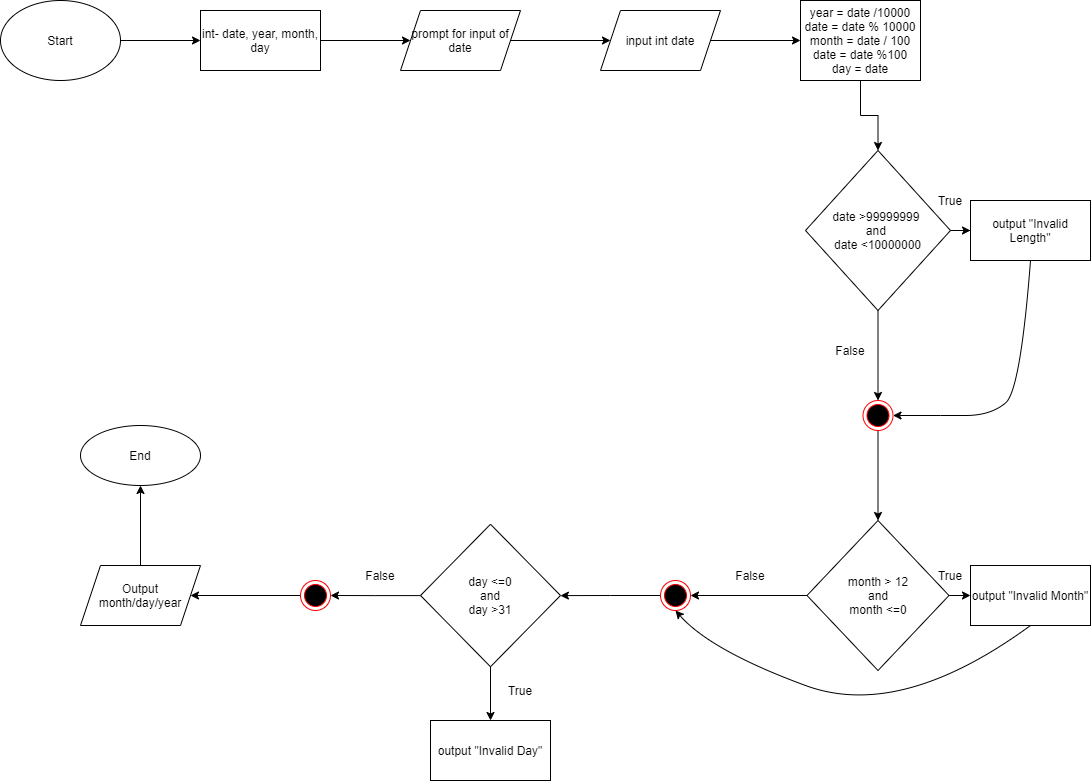 Start
int- date, year, month,
day
prompt for input of
date
input int date
year = date /10000
date = date % 10000
month = date / 100
date = date %100
day = date
date >99999999
and
date <10000000
True
output "Invalid
Length"
False
month > 12
and
month <=0
True
output "Invalid Month"
False
day <=0
and
day >31
True
output "Invalid Day"
False
Output
month/day/year
End